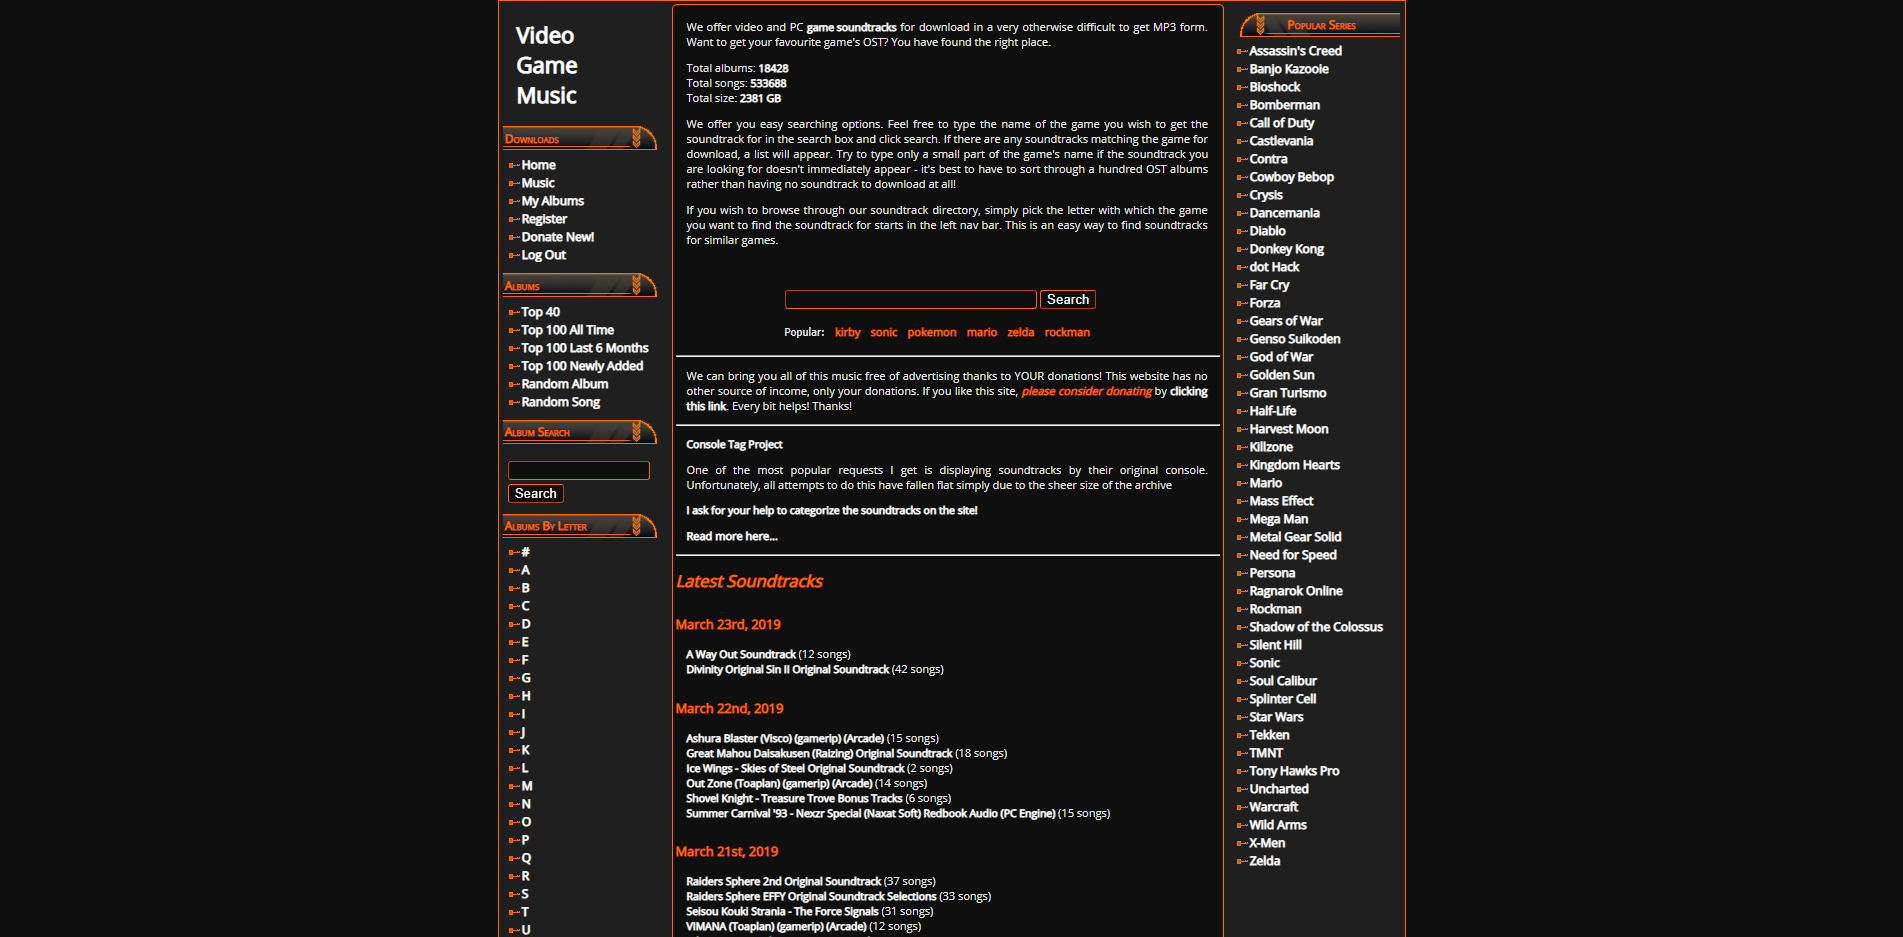 Video
Game
Music
Downloads
Home
Music
My Albums
Register
Donate New!
Log Out
Albums
Top 40
Top 100 All Time
Top 100 Last 6 Months
Top 100 Newly Added
Random Album
Random Song
Album Search
Search
Albums By Letter
#
A
B
C
D
E
F
G
H
I
J
K
L
M
N
O
P
Q
R
S
T
U
We offer video and PC game soundtracks for download in a very otherwise difficult to get MP3 form.
Want to get your favourite game's OST? You have found the right place.
Total albums: 18428
Total songs: 533688
Total size: 2381 GB
We offer you easy searching options. Feel free to type the name of the game you wish to get the
soundtrack for in the search box and click search. If there are any soundtracks matching the game for
download, a list will appear. Try to type only a small part of the game's name if the soundtrack you
are looking for doesn't immediately appear - it's best to have to sort through a hundred OST albums
rather than having no soundtrack to download at all!
If you wish to browse through our soundtrack directory, simply pick the letter with which the game
you want to find the soundtrack for starts in the left nav bar. This is an easy way to find soundtracks
for similar games.
Search
Popular: kirby sonic pokemon mario zelda rockman
We can bring you all of this music free of advertising thanks to YOUR donations! This website has no
other source of income, only your donations. If you like this site, please consider donating by clicking
this link. Every bit helps! Thanks!
Console Tag Project
One of the most popular requests I get is displaying soundtracks by their original console.
Unfortunately, all attempts to do this have fallen flat simply due to the sheer size of the archive
I ask for your help to categorize the soundtracks on the site!
Read more here...
Latest Soundtracks
March 23rd, 2019
A Way Out Soundtrack (12 songs)
Divinity Original Sin II Original Soundtrack (42 songs)
March 22nd, 2019
Ashura Blaster (Visco) (gamerip) (Arcade) (15 songs)
Great Mahou Daisakusen (Raizing) Original Soundtrack (18 songs)
Ice Wings - Skies of Steel Original Soundtrack (2 songs)
Out Zone (Toaplan) (gamerip) (Arcade) (14 songs)
Shovel Knight - Treasure Trove Bonus Tracks (6 songs)
Summer Carnival '93 - Nexzr Special (Naxat Soft) Redbook Audio (PC Engine) (15 songs)
March 21st, 2019
Raiders Sphere 2nd Original Soundtrack (37 songs)
Raiders Sphere EFFY Original Soundtrack Selections (33 songs)
Seisou Kouki Strania - The Force Signals (31 songs)
VIMANA (Toaplan) (gamerip) (Arcade) (12 songs)
Popular Series
Assassin's Creed
Banjo Kazooie
Bioshock
Bomberman
Call of Duty
Castlevania
Contra
Cowboy Bebop
Crysis
Dancemania
Diablo
Donkey Kong
dot Hack
Far Cry
Forza
Gears of War
Genso Suikoden
God of War
Golden Sun
Gran Turismo
Half-Life
Harvest Moon
Killzone
Kingdom Hearts
Mario
Mass Effect
Mega Man
Metal Gear Solid
Need for Speed
Persona
Ragnarok Online
Rockman
Shadow of the Colossus
Silent Hill
Sonic
Soul Calibur
Splinter Cell
Star Wars
Tekken
TMNT
Tony Hawks Pro
Uncharted
Warcraft
Wild Arms
X-Men
Zelda